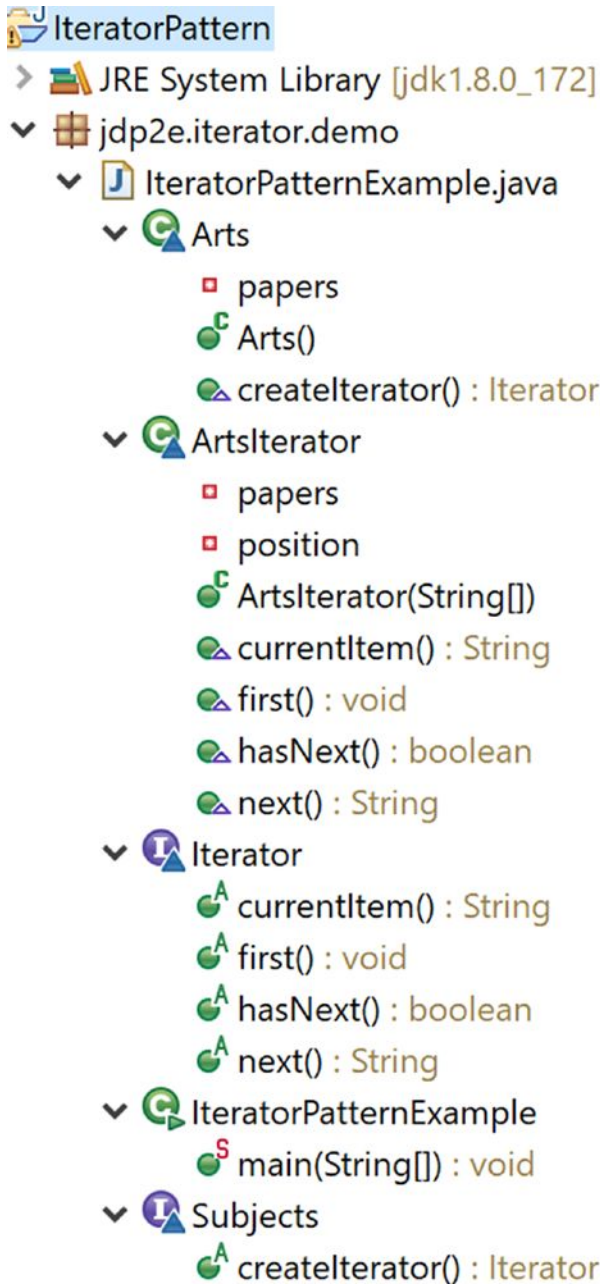 IteratorPattern
JRE System Library [jdk1.8.0_172]
jdp2e.iterator.demo
IteratorPatternExample.java
Arts
papers
Arts()
createIterator() : Iterator
ArtsIterator
papers
position
ArtsIterator(String[])
currentItem() : String
first() : void
hasNext() : boolean
next() : String
Iterator
currentItem() : String
first() : void
hasNext() : boolean
next() : String
IteratorPatternExample
main(String[]) : void
Subjects
createIterator() : Iterator